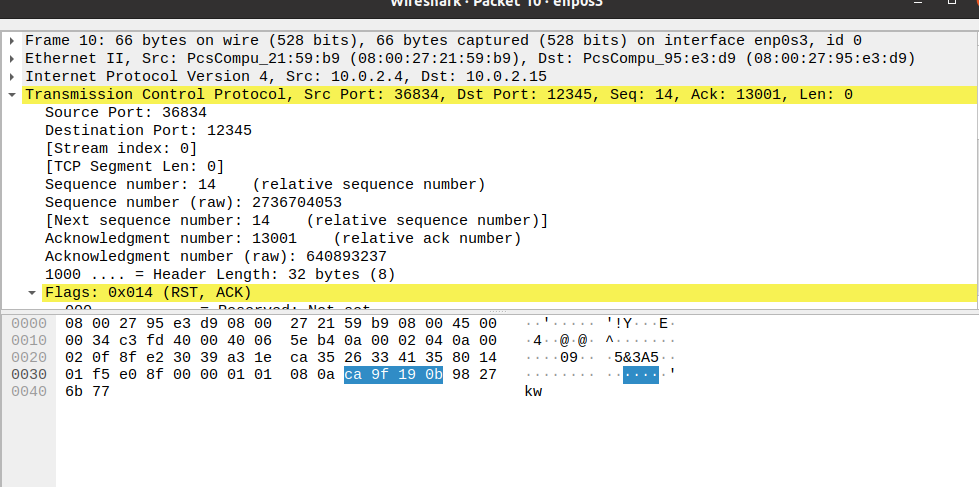 Wireshark · Packet 10 · enp0s3
Frame 10: 66 bytes on wire (528 bits), 66 bytes captured (528 bits) on interface enp0s3, id 0
Ethernet II, Src: PcsCompu_21:59:b9 (08:00:27:21:59:b9), Dst: PcsCompu_95:e3:d9 (08:00:27:95:e3:d9)
Internet Protocol Version 4, Src: 10.0.2.4, Dst: 10.0.2.15
Transmission Control Protocol, Src Port: 36834, Dst Port: 12345, Seq: 14, Ack: 13001, Len: 0
Source Port: 36834
Destination Port: 12345
[Stream index: 0]
[TCP Segment Len: 0]
Sequence number: 14    (relative sequence number)
Sequence number (raw): 2736704053
[Next sequence number: 14    (relative sequence number)]
Acknowledgment number: 13001    (relative ack number)
Acknowledgment number (raw): 640893237
1000 .... = Header Length: 32 bytes (8)
Flags: 0x014 (RST, ACK)
000. .... .... = Reserved: Not set
0000  08 00 27 95 e3 d9 08 00  27 21 59 b9 08 00 45 00  ··'····· '!Y···E·
0010  00 34 c3 fd 40 00 40 06  5e b4 0a 00 02 04 0a 00  ·4··@·@· ^·······
0020  02 0f 8f e2 30 39 a3 1e  ca 35 26 33 41 35 80 14  ····09·· ·5&3A5··
0030  01 f5 e0 8f 00 00 01 01  08 0a ca 9f 19 0b 98 27  ········ ·······'
0040  6b 77  kw